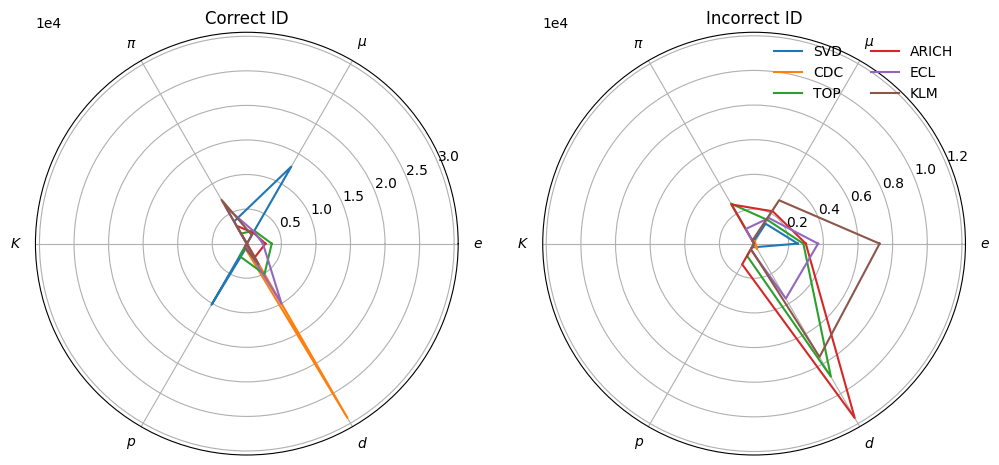 Correct ID
1e4
π
μ
3.0
2.5
2.0
1.5
1.0
0.5
K
e
p
d
Incorrect ID
1e4
π
μ
SVD ARICH
CDC ECL
TOP KLM
1.2
1.0
0.8
0.6
0.4
0.2
K
e
p
d